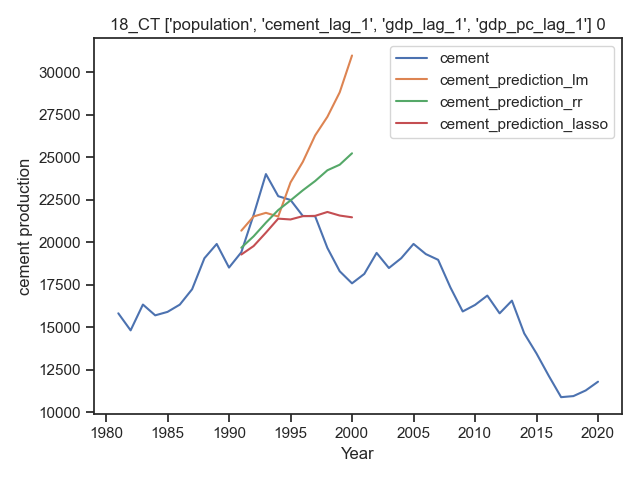 18_CT ['population', 'cement_lag_1', 'gdp_lag_1', 'gdp_pc_lag_1'] 0
cement
cement_prediction_lm
cement_prediction_rr
cement_prediction_lasso
30000
27500
25000
22500
20000
17500
15000
12500
10000
cement production
1980 1985 1990 1995 2000 2005 2010 2015 2020
Year